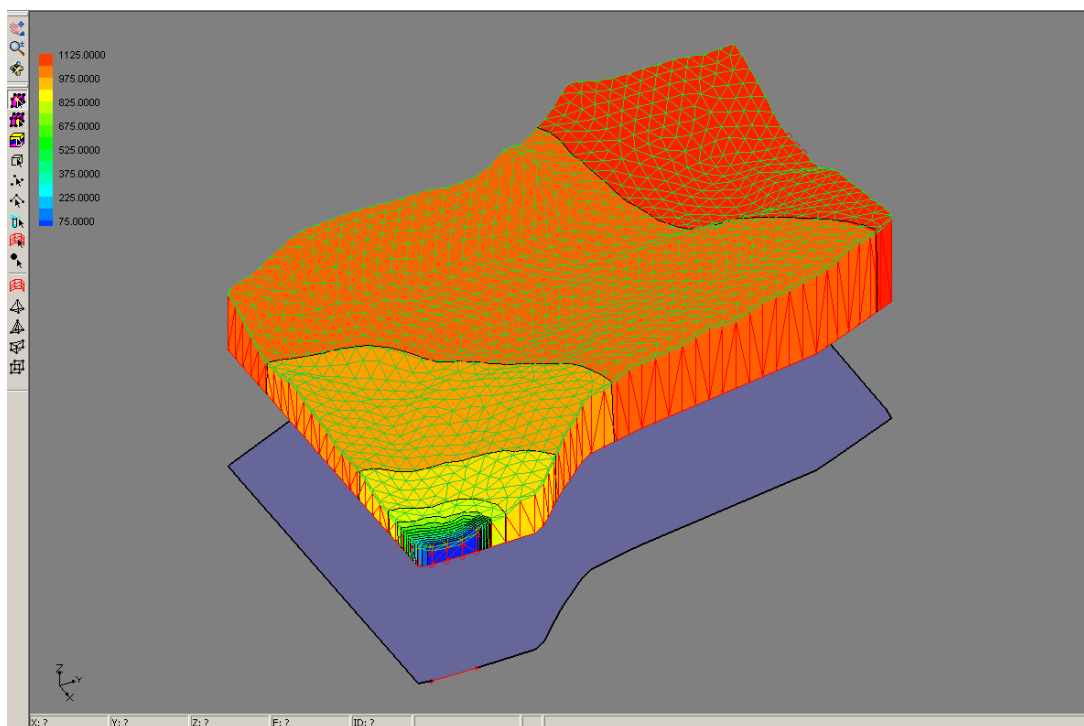 1125.0000
975.0000
825.0000
675.0000
525.0000
375.0000
225.0000
75.0000
Z
Y
X
X: ?
Y: ?
Z: ?
F: ?
ID: ?